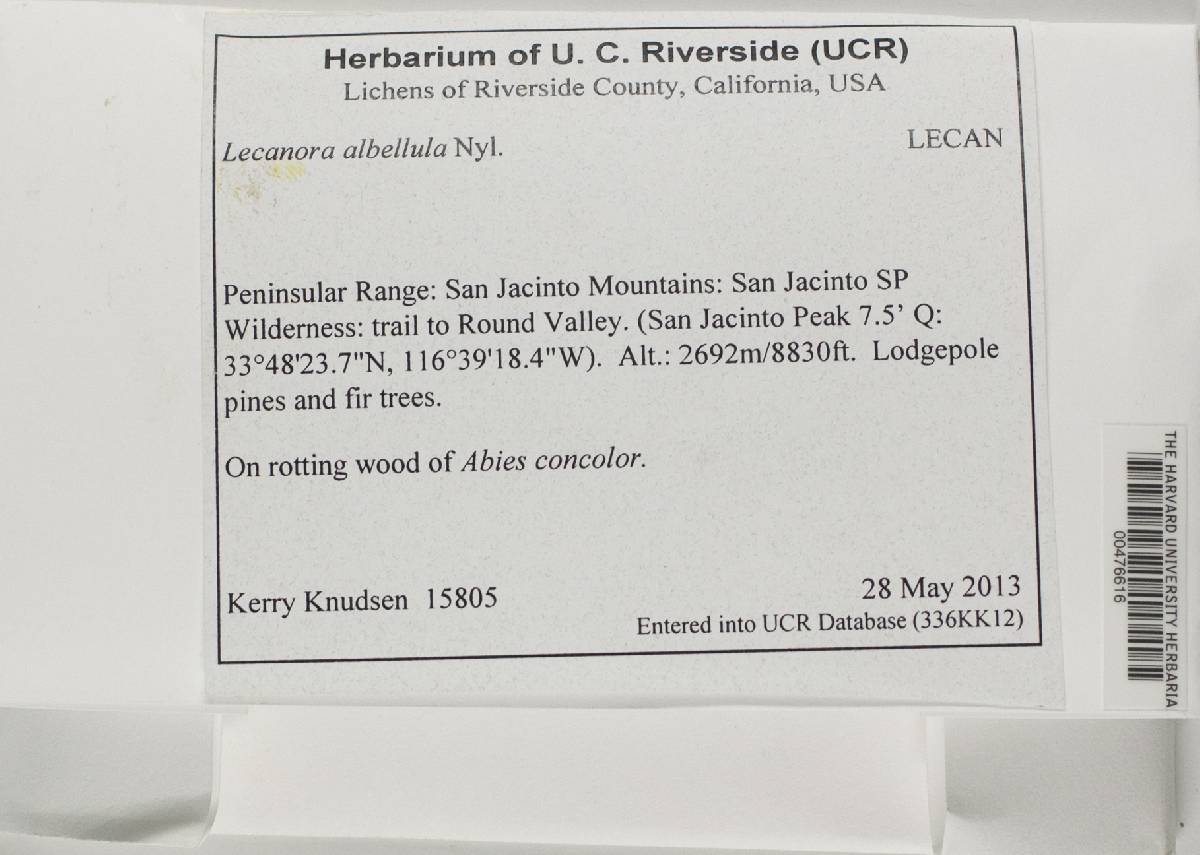 Herbarium of U. C. Riverside (UCR)
Lichens of Riverside County, California, USA
Lecanora albellula Nyl. LECAN
Peninsular Range: San Jacinto Mountains: San Jacinto SP
Wilderness: trail to Round Valley. (San Jacinto Peak 7.5’ Q:
33°48'23.7"N, 116°39'18.4"W). Alt.: 2692m/8830ft. Lodgepole
pines and fir trees.
On rotting wood of Abies concolor.
Kerry Knudsen 15805 28 May 2013
Entered into UCR Database (336KK12)
THE HARVARD UNIVERSITY HERBARIA
00476616